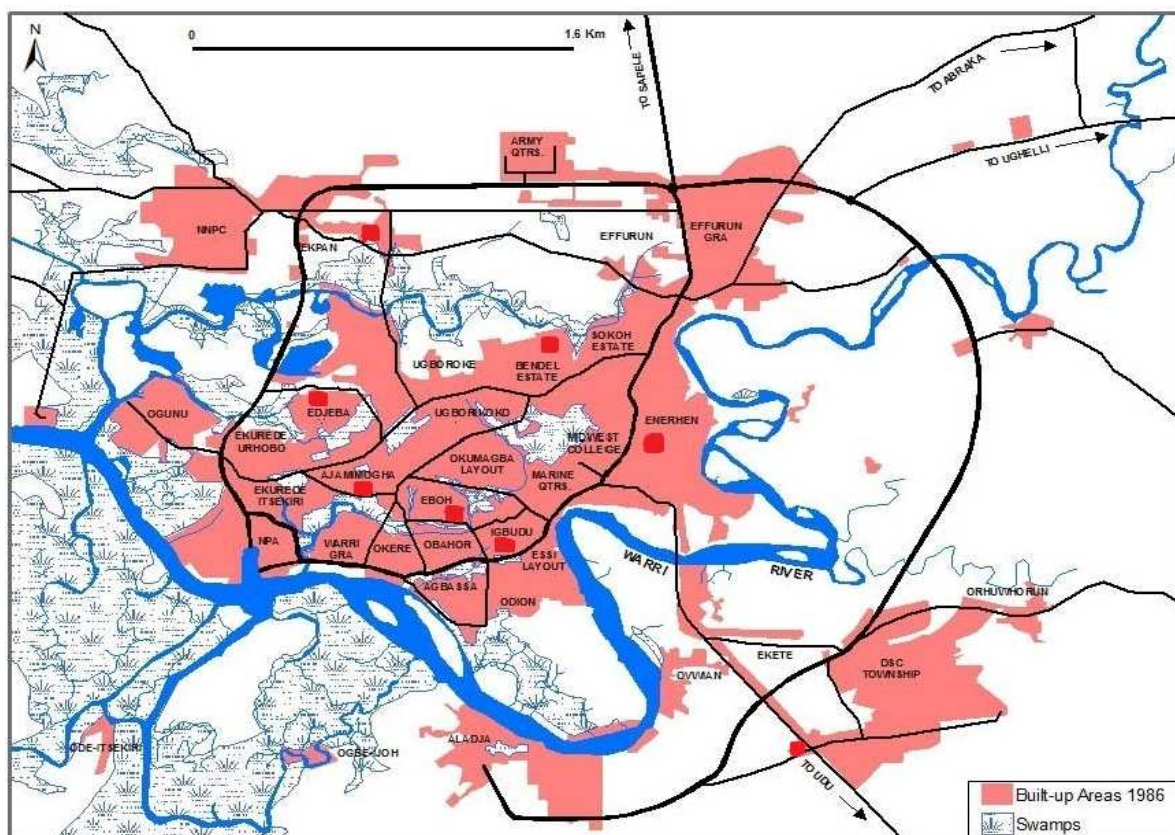 N
0
1.6 Km
TO SAPELE
TO ABRAKA
TO UGHELLI
ARMY
QTRS.
NNPC
EKPAN
EFFURUN
EFFURUN
GRA
SOKOH
ESTATE
UGBOROKE
BENDEL
ESTATE
OGUNU
EDJEBA
UGBORIKOKO
ENERHEN
EKUREDE
URHOBO
MIDWEST
COLLEGE
OKUMAGBA
LAYOUT
AJAMIMOGHA
MARINE
QTRS.
EKUREDE
ITSEKIRI
EBOH
IGBUDU
NPA
WARRI
GRA
OKERE
OBAHOR
ESSI
LAYOUT
WARRI
RIVER
AGBASSA
ODION
ORHUWHORUN
EKETE
DSC
TOWNSHIP
OVWIAN
ALADJA
ODE-ITSEKIRI
OGBE-IJOH
TO UDU
Built-up Areas 1986
Swamps